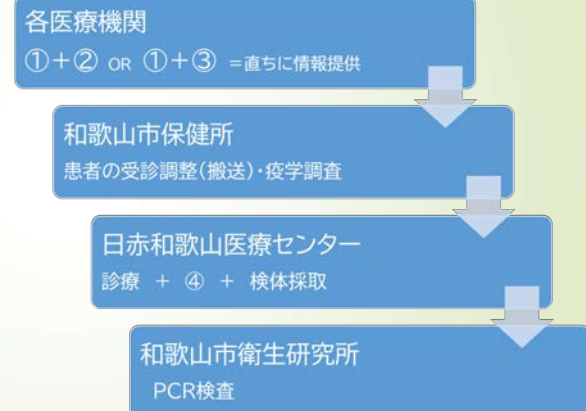 各医療機関
①＋② OR ①＋③ ＝直ちに情報提供
和歌山市保健所
患者の受診調整(搬送)・疫学調査
日赤和歌山医療センター
診療 ＋ ④ ＋ 検体採取
和歌山市衛生研究所
PCR検査